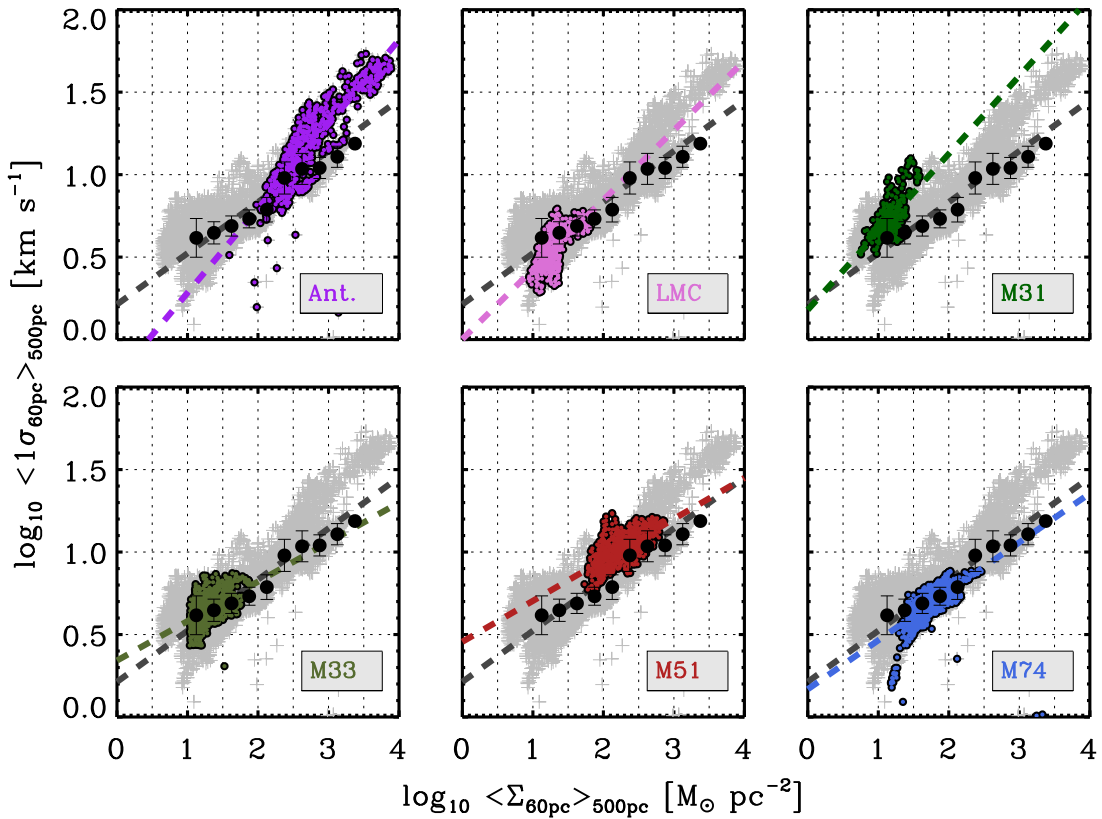 2.0
1.5
1.0
0.5
0.0
Ant.
LMC
M31
2.0
1.5
1.0
0.5
0.0
M33
M51
M74
0 1 2 3 4
0 1 2 3 4
0 1 2 3 4
log₁₀ <1σ₆₀ₚc>₅₀₀ₚc [km s⁻¹]
log₁₀ <Σ₆₀ₚc>₅₀₀ₚc [M⊙ pc⁻²]